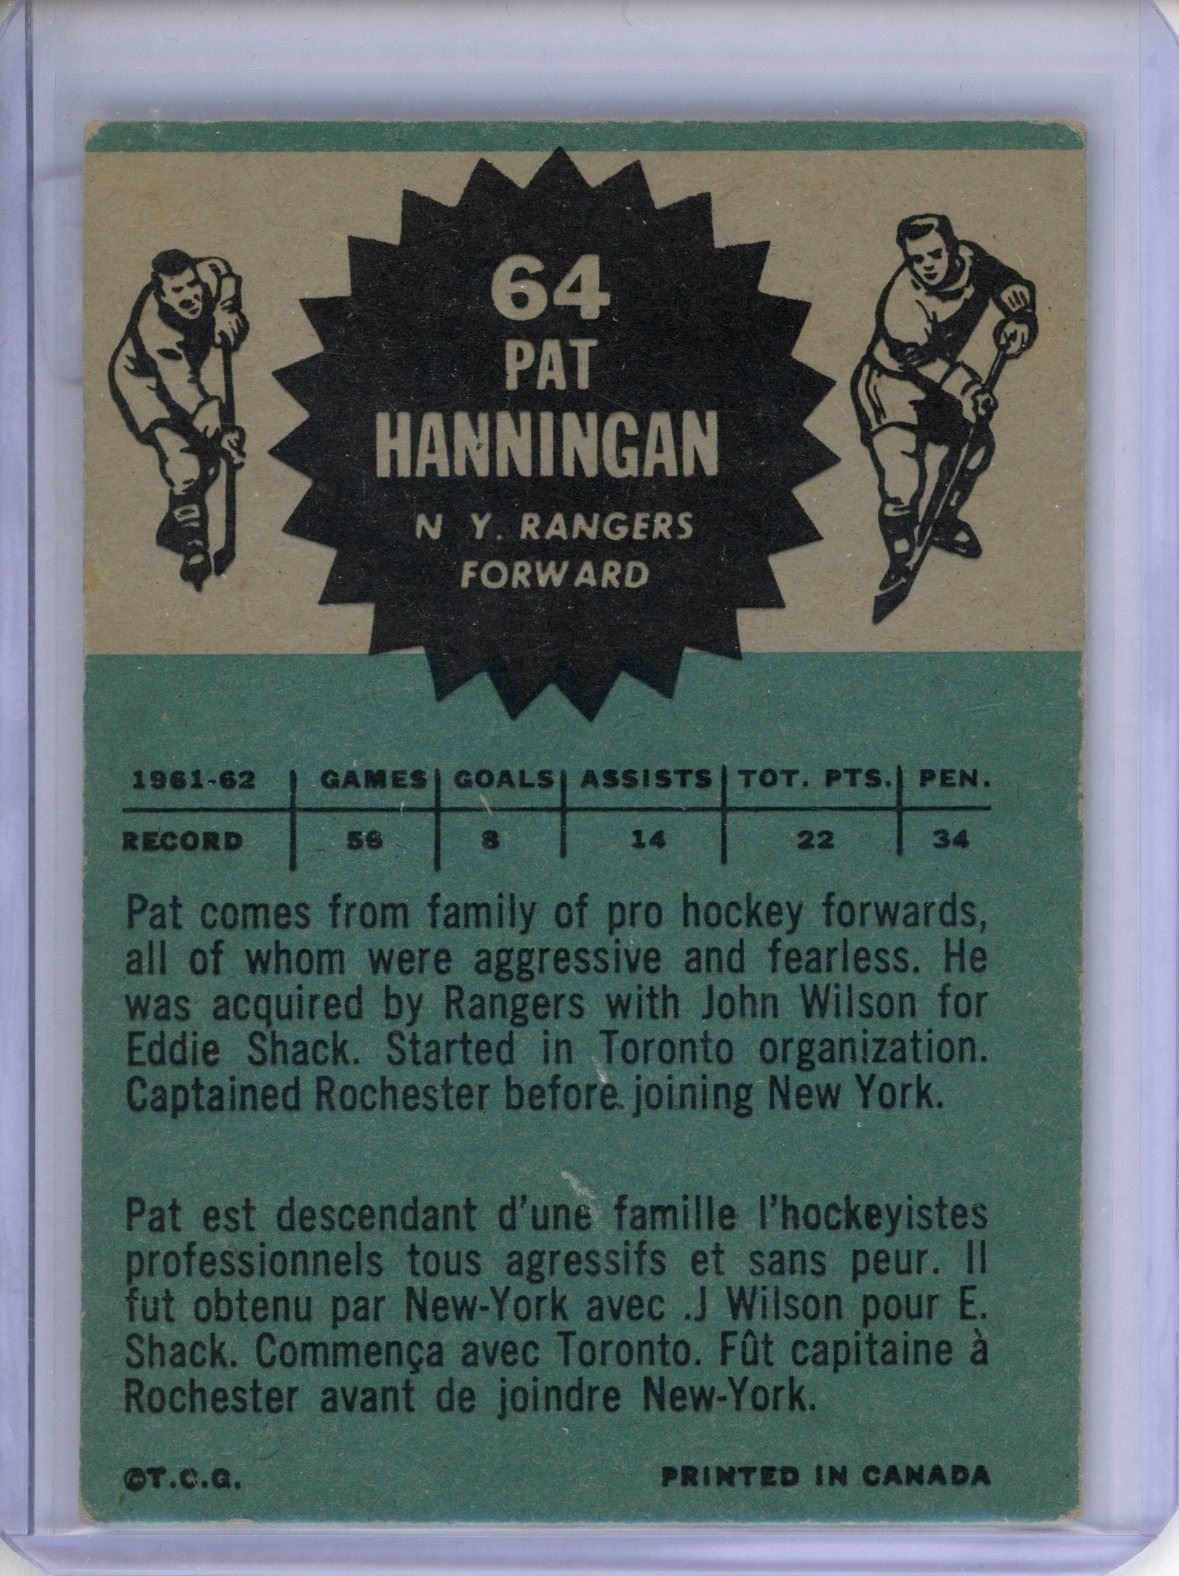 64
PAT
HANNINGAN
N Y. RANGERS
FORWARD
1961-62 GAMES GOALS ASSISTS TOT. PTS. PEN.
RECORD 56 8 14 22 34
Pat comes from family of pro hockey forwards,
all of whom were aggressive and fearless. He
was acquired by Rangers with John Wilson for
Eddie Shack. Started in Toronto organization.
Captained Rochester before joining New York.
Pat est descendant d'une famille l'hockeyistes
professionnels tous agressifs et sans peur. Il
fut obtenu par New-York avec .J Wilson pour E.
Shack. Commença avec Toronto. Fût capitaine à
Rochester avant de joindre New-York.
©T.C.G. PRINTED IN CANADA